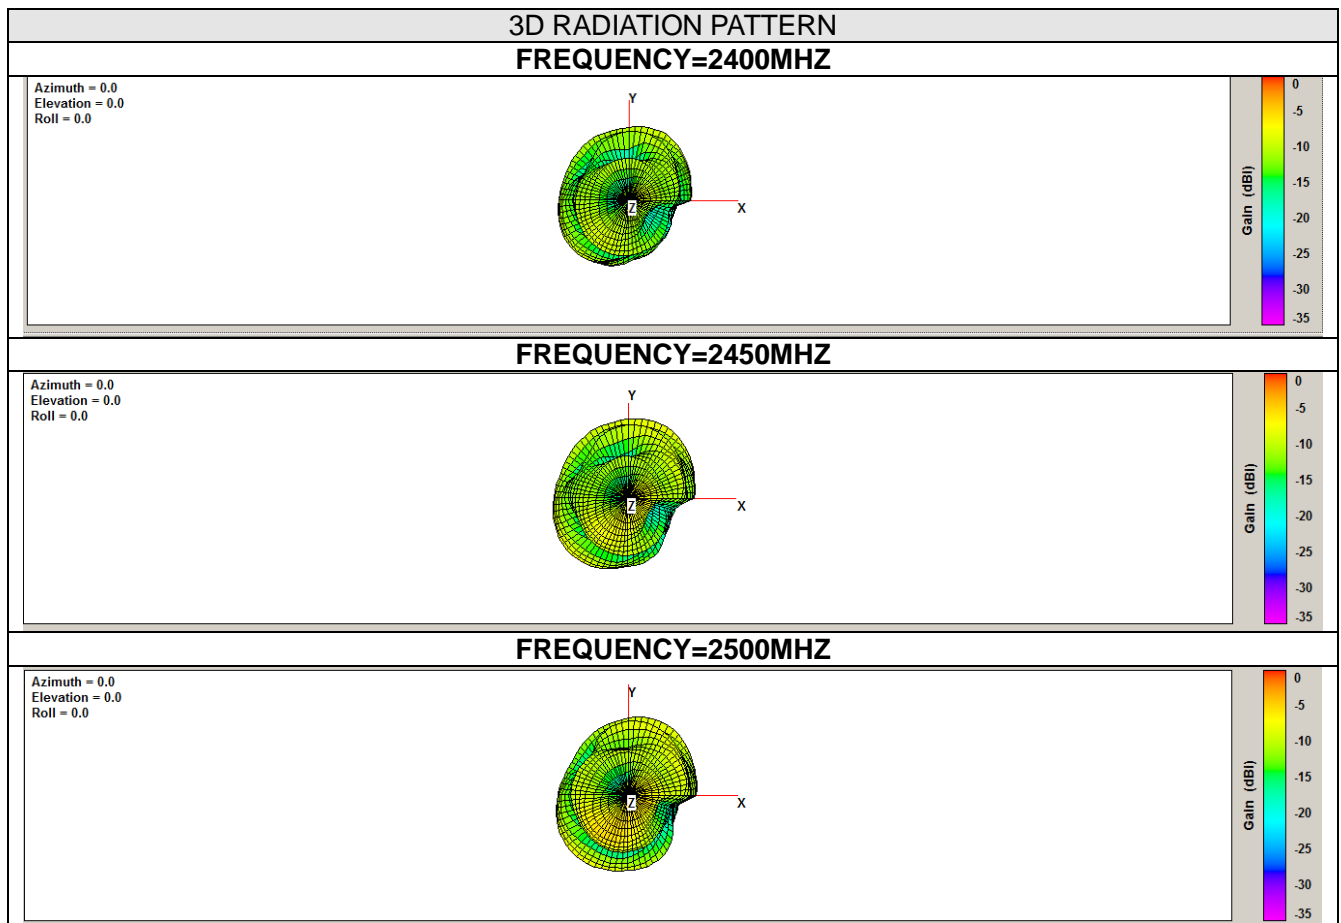 3D RADIATION PATTERN
FREQUENCY=2400MHZ
Azimuth = 0.0
Elevation = 0.0
Roll = 0.0
Y
X
Z
Gain (dBi)
0
-5
-10
-15
-20
-25
-30
-35
FREQUENCY=2450MHZ
Azimuth = 0.0
Elevation = 0.0
Roll = 0.0
Y
X
Z
Gain (dBi)
0
-5
-10
-15
-20
-25
-30
-35
FREQUENCY=2500MHZ
Azimuth = 0.0
Elevation = 0.0
Roll = 0.0
Y
X
Z
Gain (dBi)
0
-5
-10
-15
-20
-25
-30
-35